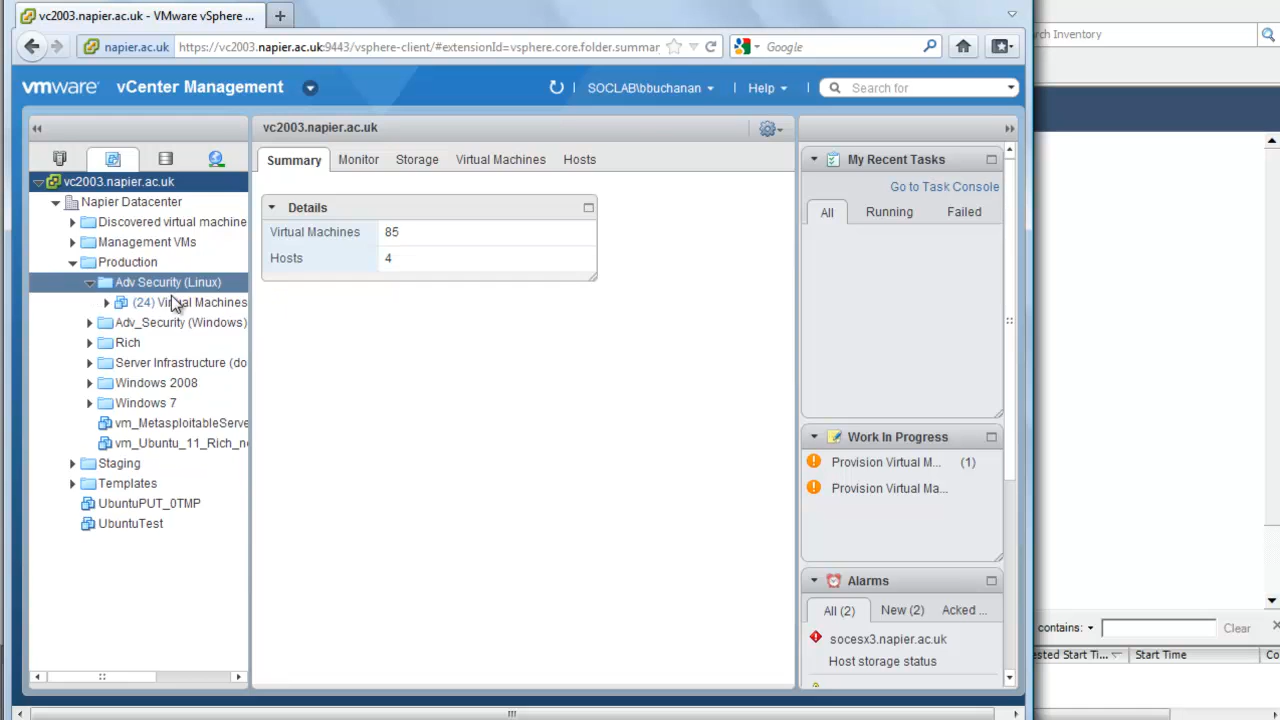 vc2003.napier.ac.uk - VMware vSphere ...
napier.ac.uk
https://vc2003.napier.ac.uk:9443/vsphere-client/#extensionId=vsphere.core.folder.summar
Google
rch Inventory
vmware
vCenter Management
SOCLAB\bbuchanan
Help
Search for
vc2003.napier.ac.uk
Napier Datacenter
Discovered virtual machine
Management VMs
Production
Adv Security (Linux)
(24) Virtual Machines
Adv_Security (Windows)
Rich
Server Infrastructure (do
Windows 2008
Windows 7
vm_MetasploitableServe
vm_Ubuntu_11_Rich_n
Staging
Templates
UbuntuPUT_0TMP
UbuntuTest
vc2003.napier.ac.uk
Summary Monitor Storage Virtual Machines Hosts
Details
Virtual Machines 85
Hosts 4
My Recent Tasks
Go to Task Console
All Running Failed
Work In Progress
Provision Virtual M... (1)
Provision Virtual Ma...
Alarms
All (2) New (2) Acked ...
socesx3.napier.ac.uk
Host storage status
contains: Clear
ested Start Ti... Start Time Co